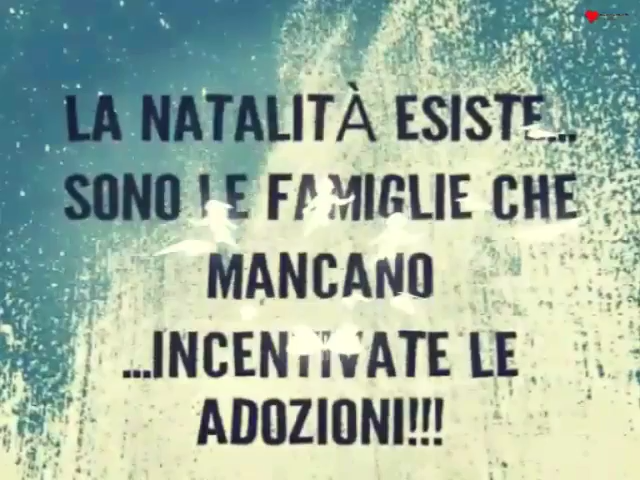 LA NATALITÀ ESISTE...
SONO LE FAMIGLIE CHE
MANCANO
...INCENTIVATE LE
ADOZIONI!!!